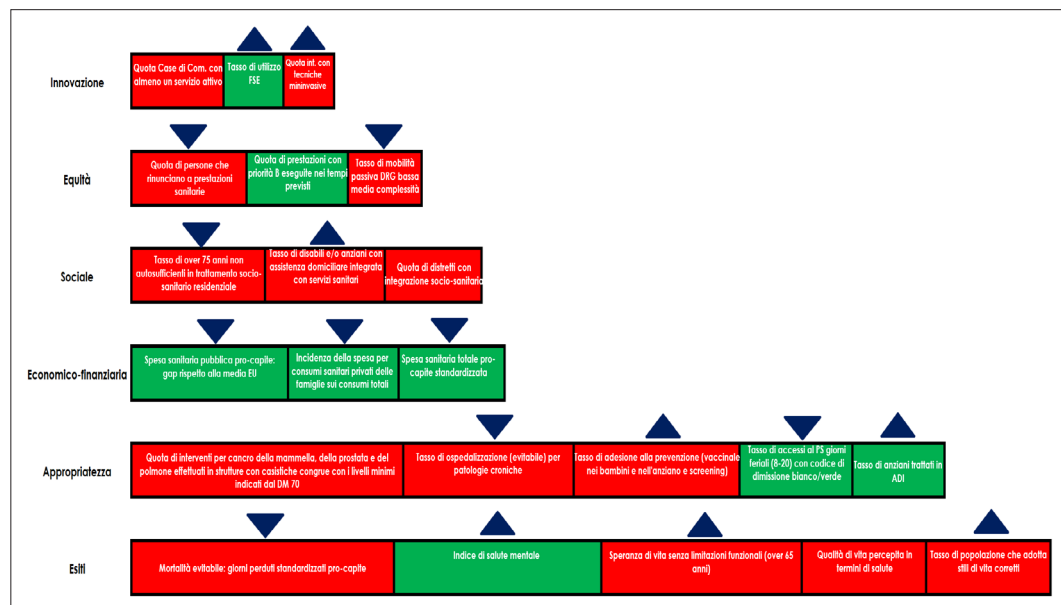 Innovazione
Quota Case di Com. con
almeno un servizio attivo
Tasso di utilizzo
FSE
Quota int. con
tecniche
mininvasive
Equità
Quota di persone che
rinunciano a prestazioni
sanitarie
Quota di prestazioni con
priorità B eseguite nei tempi
previsti
Tasso di mobilità
passiva DRG bassa
media complessità
Sociale
Tasso di over 75 anni non
autosufficienti in trattamento socio-
sanitario residenziale
Tasso di disabili e/o anziani con
assistenza domiciliare integrata
con servizi sanitari
Quota di distretti con
integrazione socio-sanitaria
Economico-finanziaria
Spesa sanitaria pubblica pro-capite:
gap rispetto alla media EU
Incidenza della spesa per
consumi sanitari privati delle
famiglie sui consumi totali
Spesa sanitaria totale pro-
capite standardizzata
Appropriatezza
Quota di interventi per cancro della mammella, della prostata e del
polmone effettuati in strutture con casistiche congrue con i livelli minimi
indicati dal DM 70
Tasso di ospedalizzazione (evitabile) per
patologie croniche
Tasso di adesione alla prevenzione (vaccinale
nei bambini e nell'anziano e screening)
Tasso di accessi al PS giorni
feriali (8-20) con codice di
dimissione bianco/verde
Tasso di anziani trattati in
ADI
Esiti
Mortalità evitabile: giorni perduti standardizzati pro-capite
Indice di salute mentale
Speranza di vita senza limitazioni funzionali (over 65
anni)
Qualità di vita percepita in
termini di salute
Tasso di popolazione che adotta
stili di vita corretti